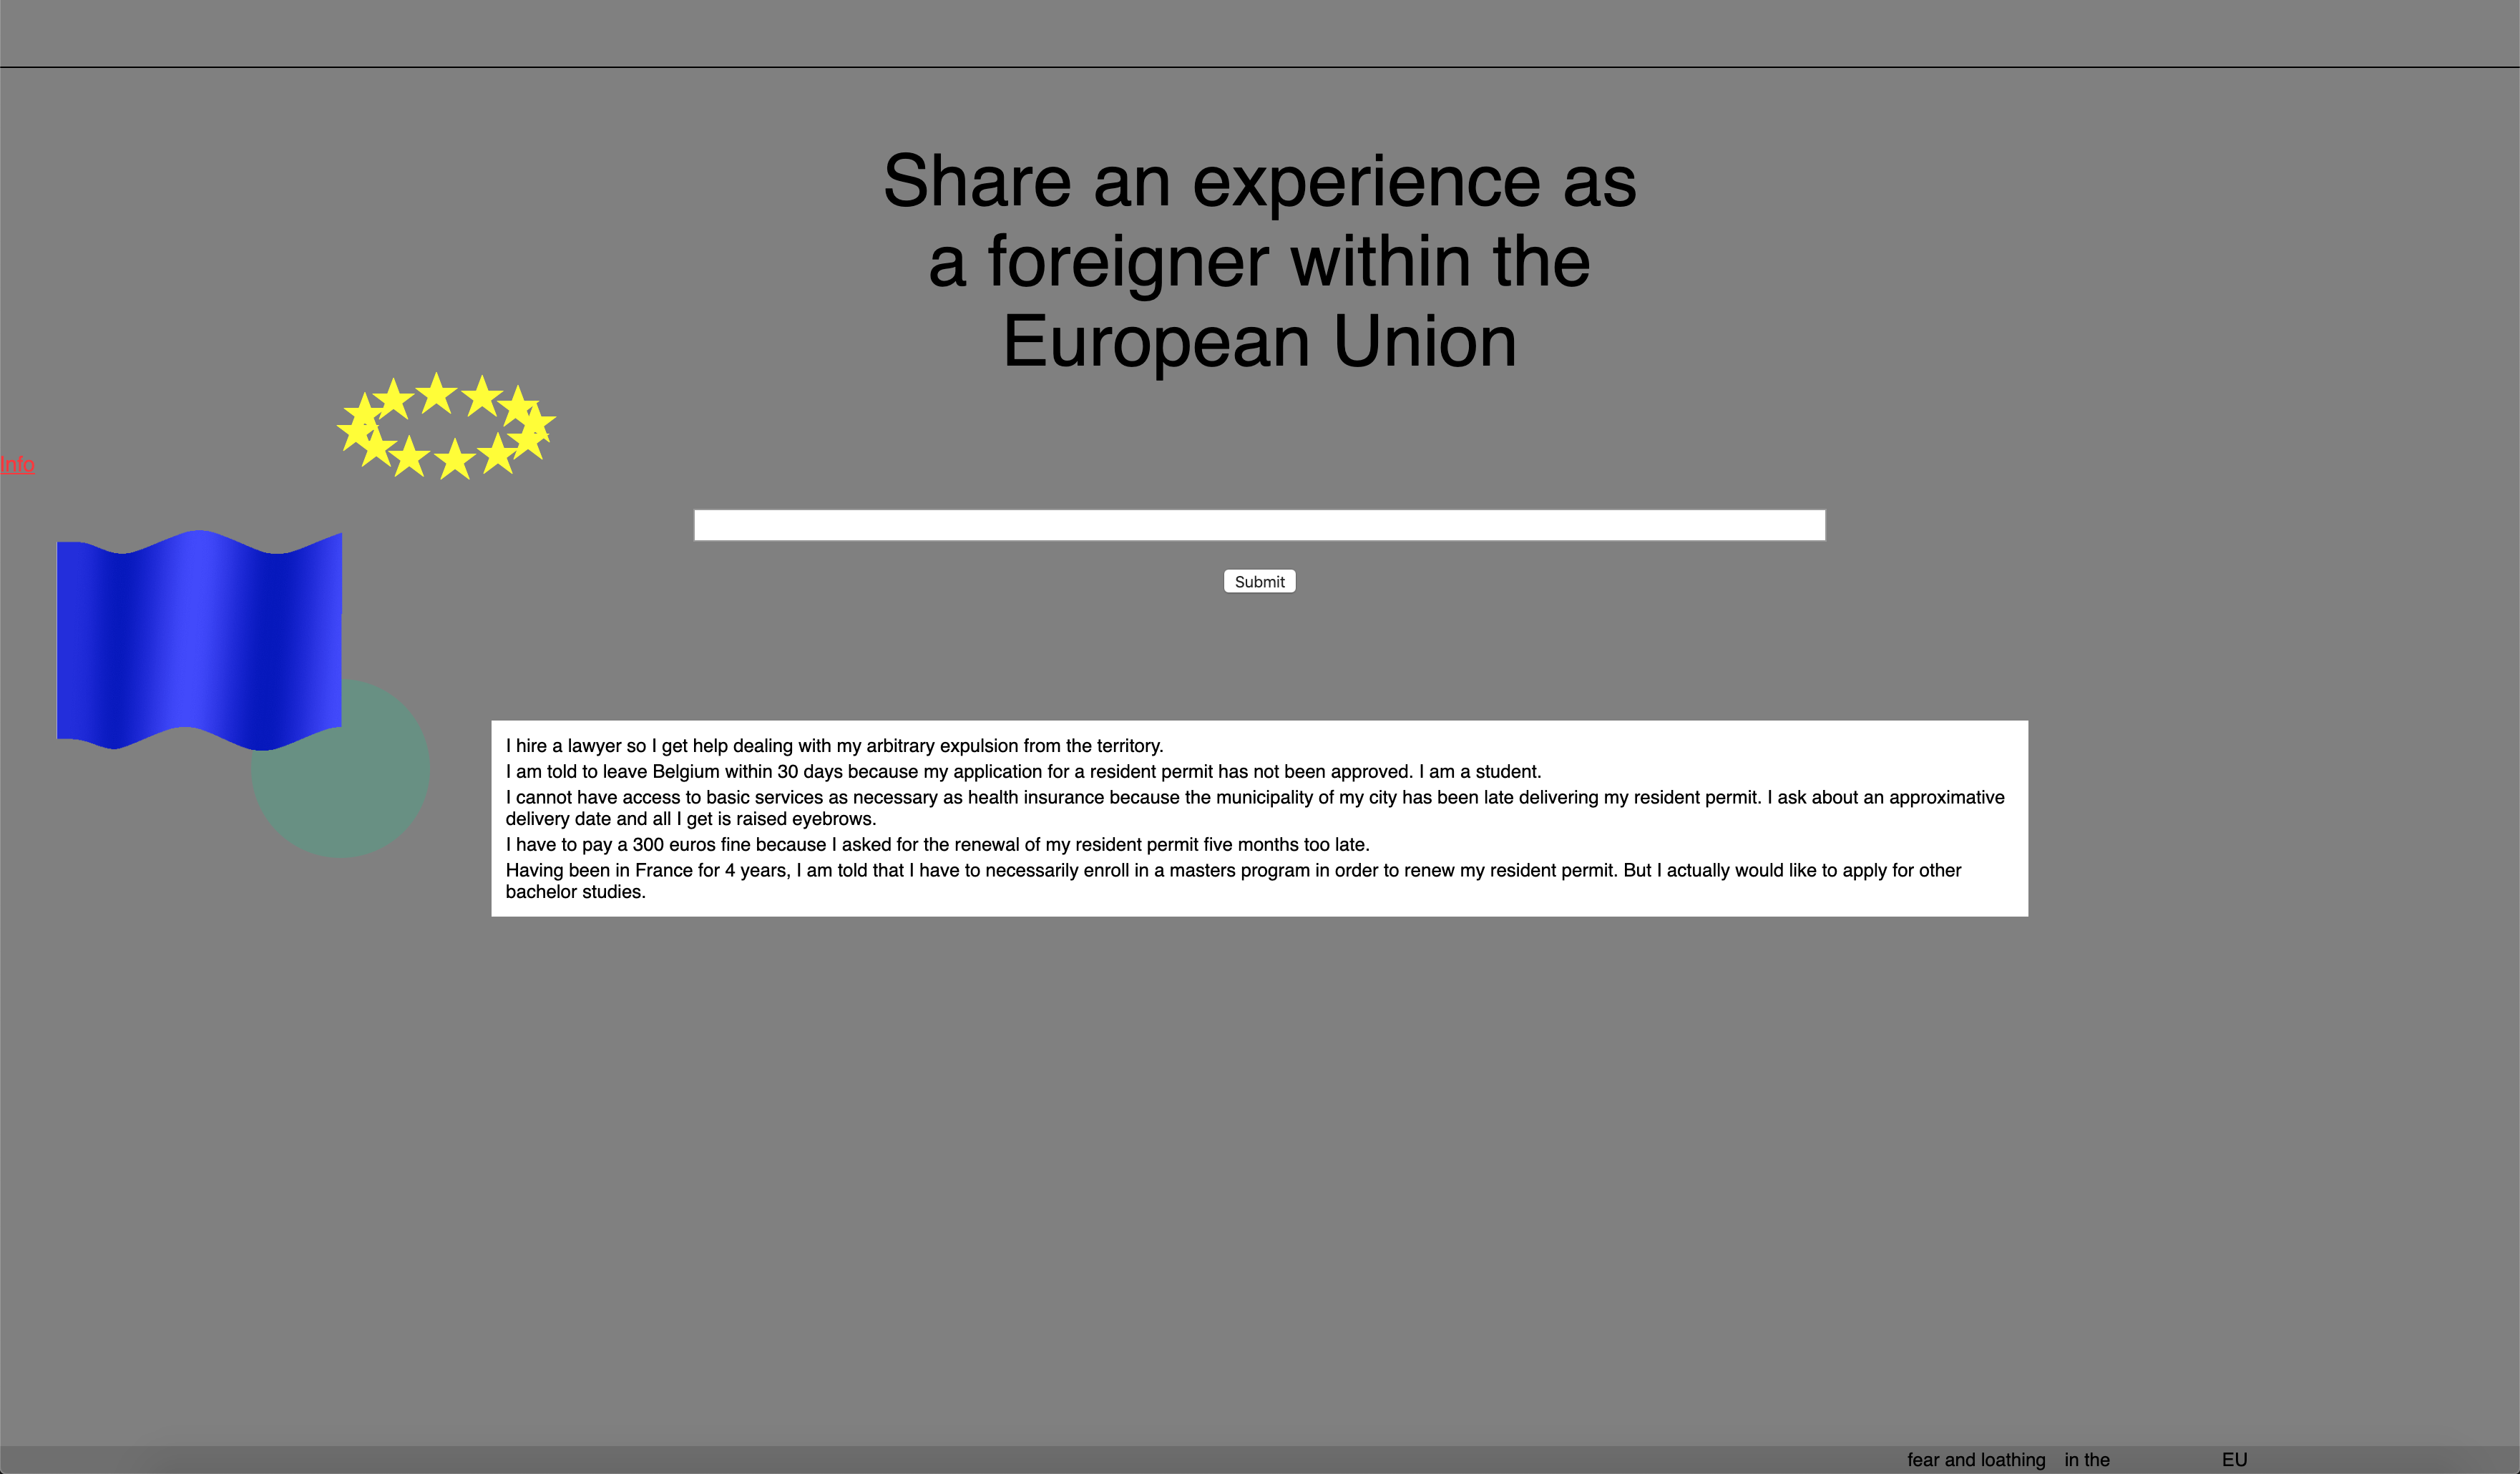 Share an experience as
a foreigner within the
European Union
Info
Submit
I hire a lawyer so I get help dealing with my arbitrary expulsion from the territory.
I am told to leave Belgium within 30 days because my application for a resident permit has not been approved. I am a student.
I cannot have access to basic services as necessary as health insurance because the municipality of my city has been late delivering my resident permit. I ask about an approximative
delivery date and all I get is raised eyebrows.
I have to pay a 300 euros fine because I asked for the renewal of my resident permit five months too late.
Having been in France for 4 years, I am told that I have to necessarily enroll in a masters program in order to renew my resident permit. But I actually would like to apply for other
bachelor studies.
fear and loathing in the EU